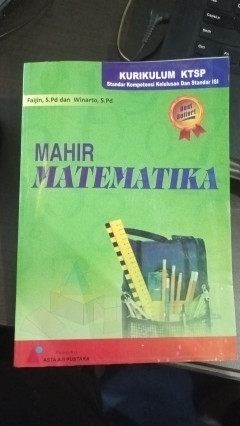 KURIKULUM KTSP
Standar Kompetensi Kelulusan Dan Standar ISI
Faijin, S.Pd dan Winarto, S.Pd
Best
Seller!
MAHIR
MATEMATIKA